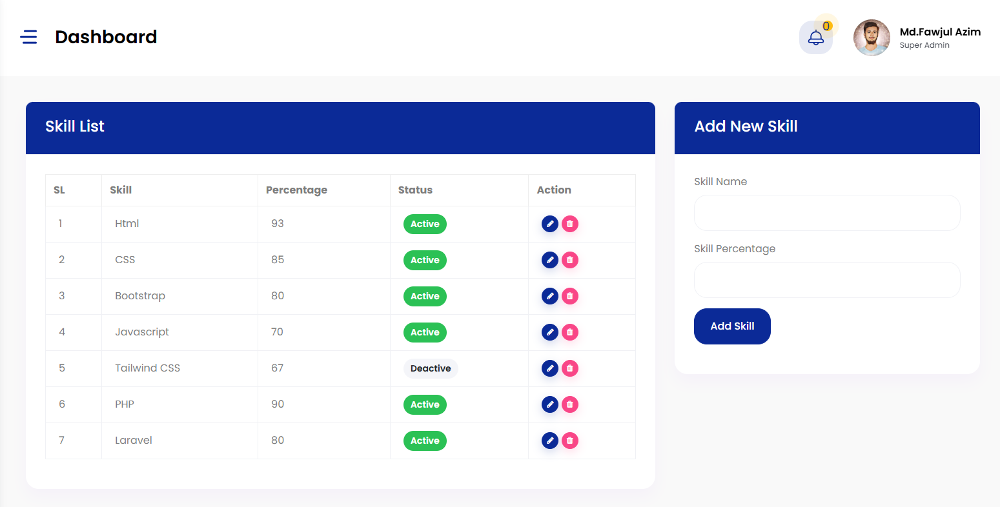 Dashboard
0
Md.Fawjul Azim
Super Admin
Skill List
SL Skill Percentage Status Action
1 Html 93 Active
2 CSS 85 Active
3 Bootstrap 80 Active
4 Javascript 70 Active
5 Tailwind CSS 67 Deactive
6 PHP 90 Active
7 Laravel 80 Active
Add New Skill
Skill Name
Skill Percentage
Add Skill